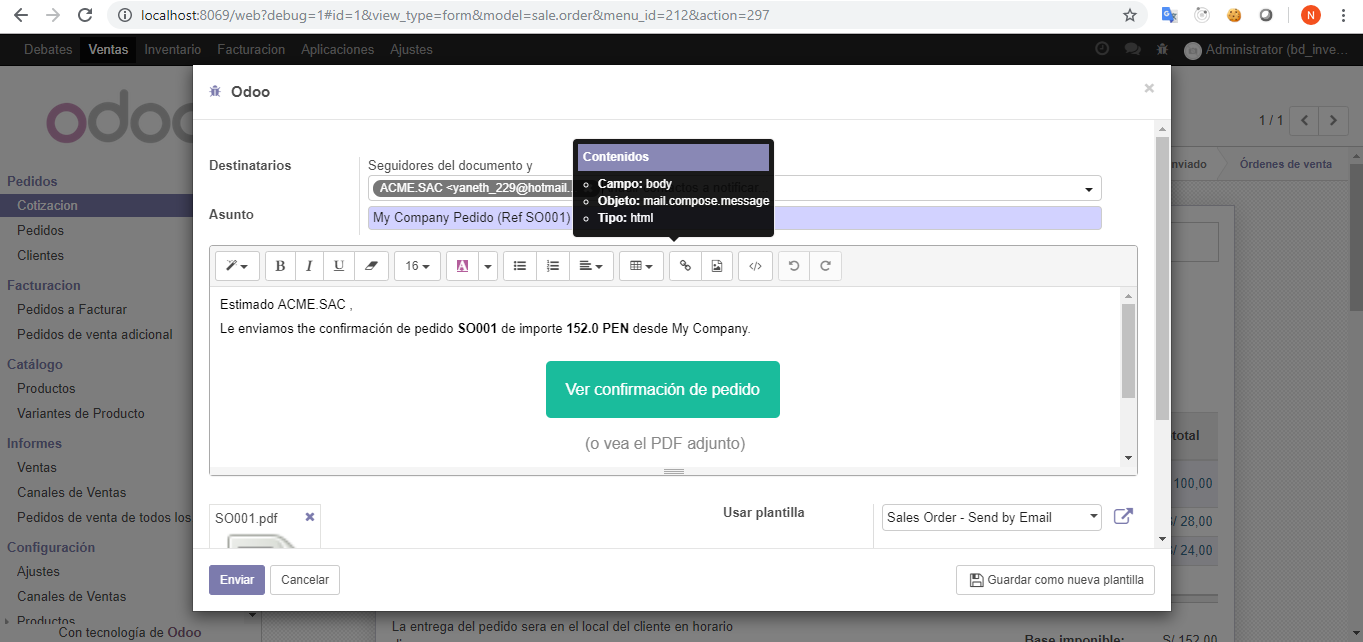 localhost:8069/web?debug=1#id=1&view_type=form&model=sale.order&menu_id=212&action=297
N
Debates Ventas Inventario Facturacion Aplicaciones Ajustes Administrator (bd_inve...
Odoo
×
odoo
1 / 1
Destinatarios
Seguidores del documento y
Contenidos
Campo: body
Objeto: mail.compose.message
Tipo: html
ACME.SAC <yaneth_229@hotmail..
Asunto
My Company Pedido (Ref SO001)
nviado Órdenes de venta
Pedidos
Cotizacion
Pedidos
Clientes
Facturacion
Pedidos a Facturar
Pedidos de venta adicional
Catálogo
Productos
Variantes de Producto
Informes
Ventas
Canales de Ventas
Pedidos de venta de todos los
Configuración
Ajustes
Canales de Ventas
Productos
Con tecnología de Odoo
B I U 16 A </>
Estimado ACME.SAC ,
Le enviamos the confirmación de pedido SO001 de importe 152.0 PEN desde My Company.
Ver confirmación de pedido
(o vea el PDF adjunto)
SO001.pdf
Usar plantilla
Sales Order - Send by Email
total
100,00
S/ 28,00
S/ 24,00
Enviar Cancelar Guardar como nueva plantilla
La entrega del pedido sera en el local del cliente en horario
Base imponible: S/ 152,00